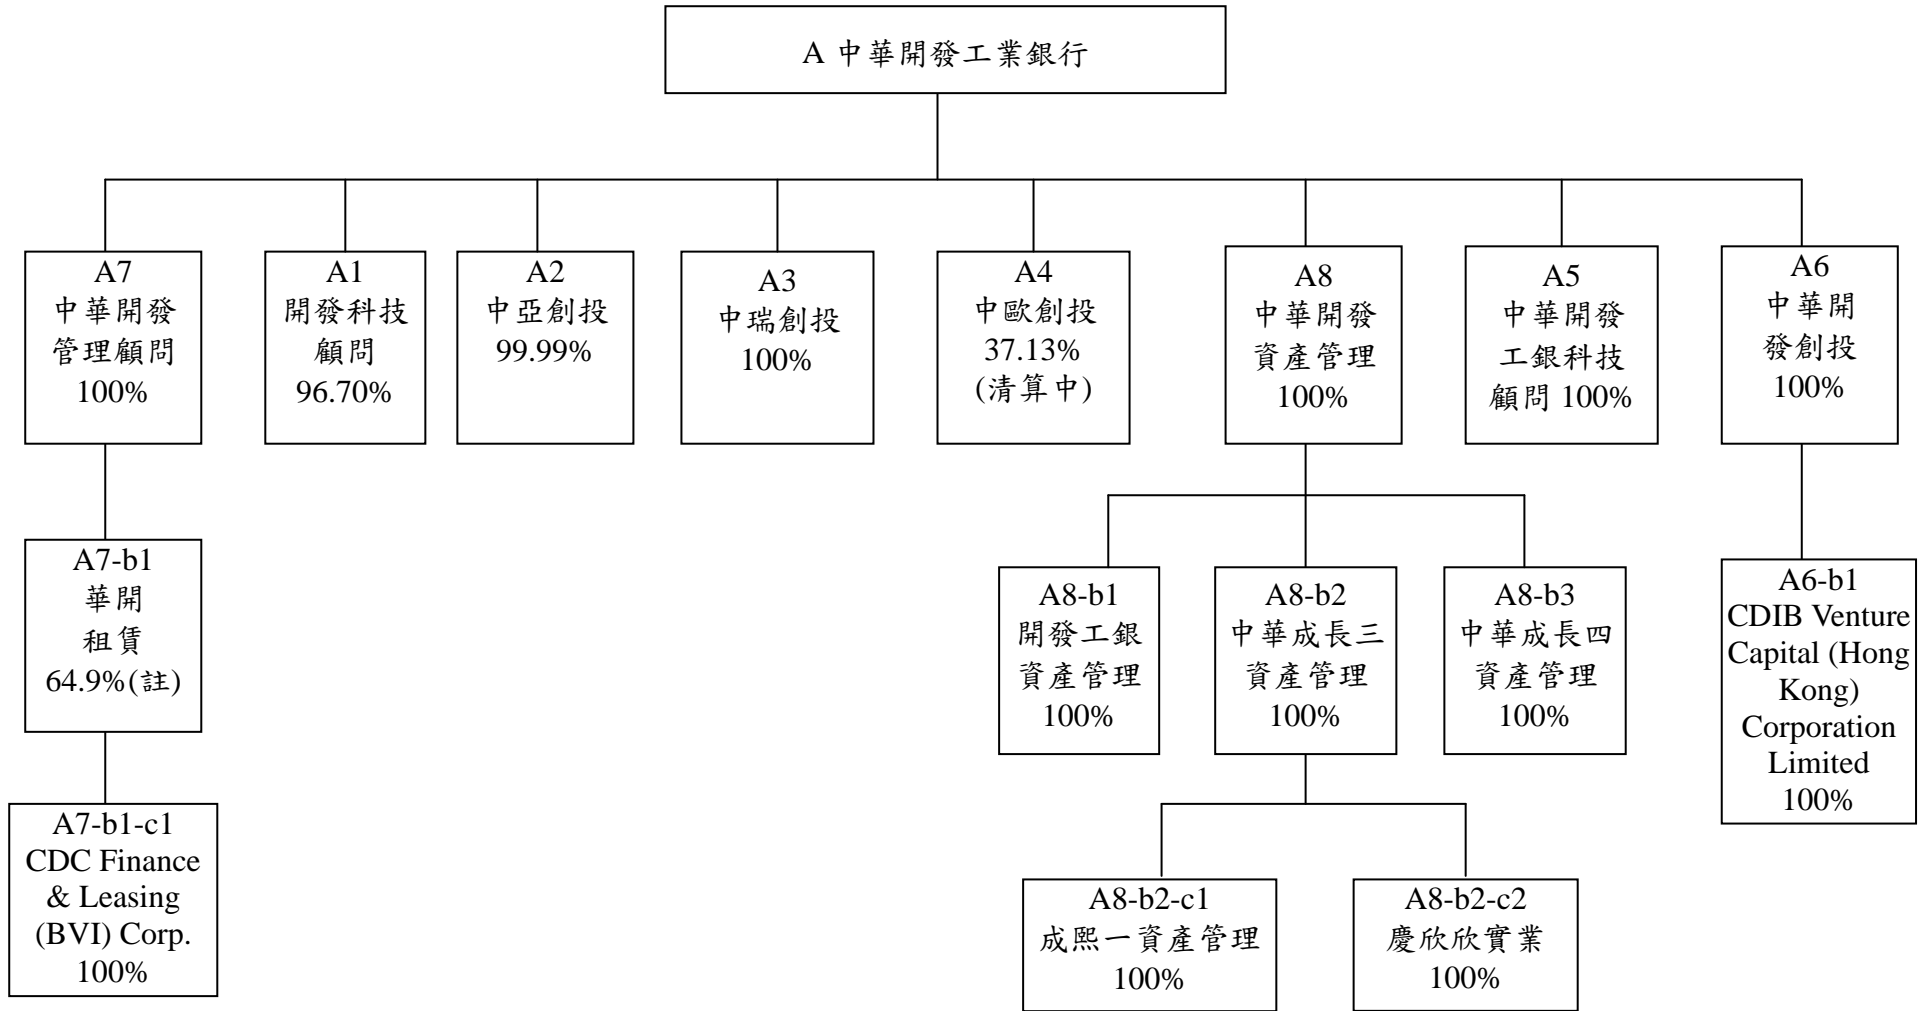 A 中華開發工業銀行
A7
中華開發
管理顧問
100%
A1
開發科技
顧問
96.70%
A2
中亞創投
99.99%
A3
中瑞創投
100%
A4
中歐創投
37.13%
(清算中)
A8
中華開發
資產管理
100%
A5
中華開發
工銀科技
顧問 100%
A6
中華開
發創投
100%
A7-b1
華開
租賃
64.9%(註)
A8-b1
開發工銀
資產管理
100%
A8-b2
中華成長三
資產管理
100%
A8-b3
中華成長四
資產管理
100%
A6-b1
CDIB Venture
Capital (Hong
Kong)
Corporation
Limited
100%
A7-b1-c1
CDC Finance
& Leasing
(BVI) Corp.
100%
A8-b2-c1
成熙一資產管理
100%
A8-b2-c2
慶欣欣實業
100%